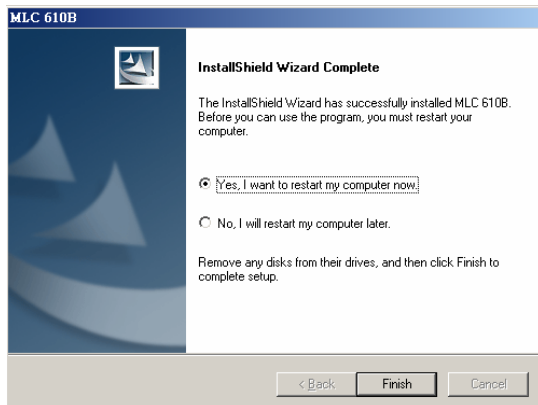 MLC 610B
InstallShield Wizard Complete
The InstallShield Wizard has successfully installed MLC 610B.
Before you can use the program, you must restart your
computer.
Yes, I want to restart my computer now.
No, I will restart my computer later.
Remove any disks from their drives, and then click Finish to
complete setup.
< Back Finish Cancel